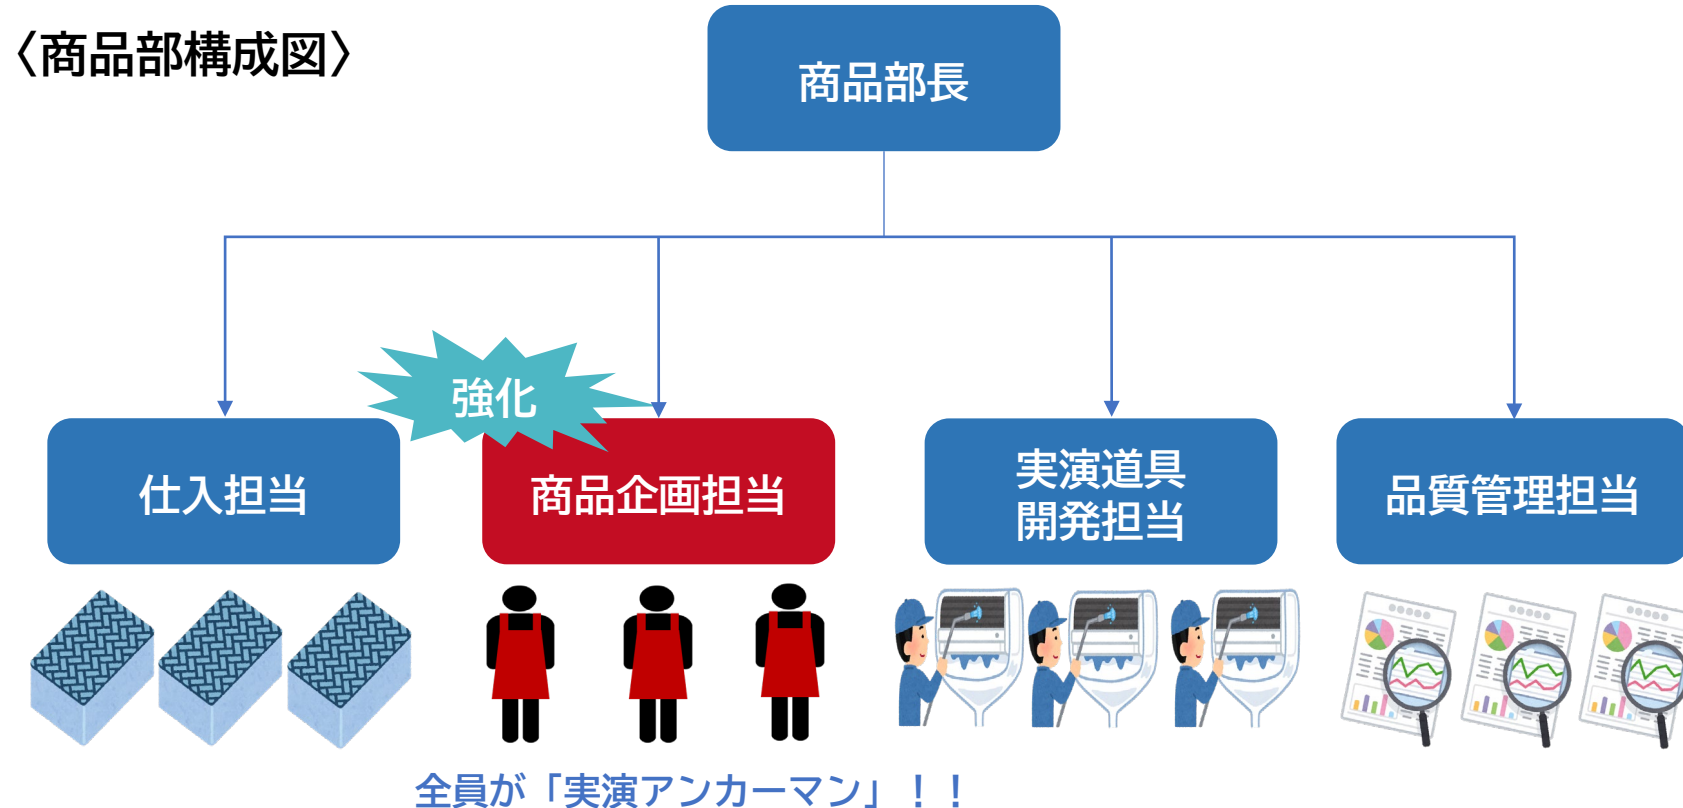 〈商品部構成図〉
商品部長
強化
仕入担当
商品企画担当
実演道具
開発担当
品質管理担当
全員が「実演アンカーマン」！！